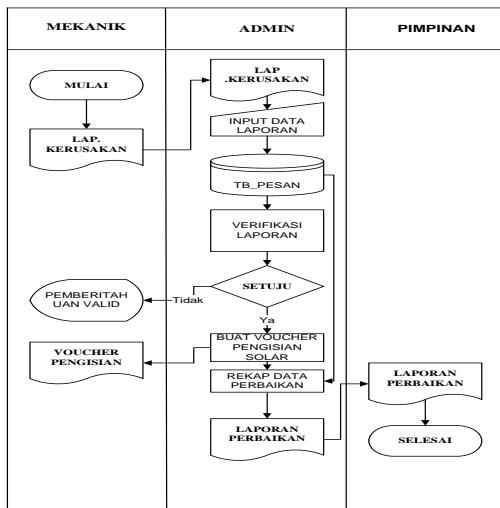 MEKANIK
ADMIN
PIMPINAN
MULAI
LAP.
KERUSAKAN
LAP
.KERUSAKAN
INPUT DATA
LAPORAN
TB_PESAN
VERIFIKASI
LAPORAN
SETUJU
Tidak
PEMBERITAH
UAN VALID
Ya
BUAT VOUCHER
PENGISIAN
SOLAR
VOUCHER
PENGISIAN
REKAP DATA
PERBAIKAN
LAPORAN
PERBAIKAN
LAPORAN
PERBAIKAN
SELESAI